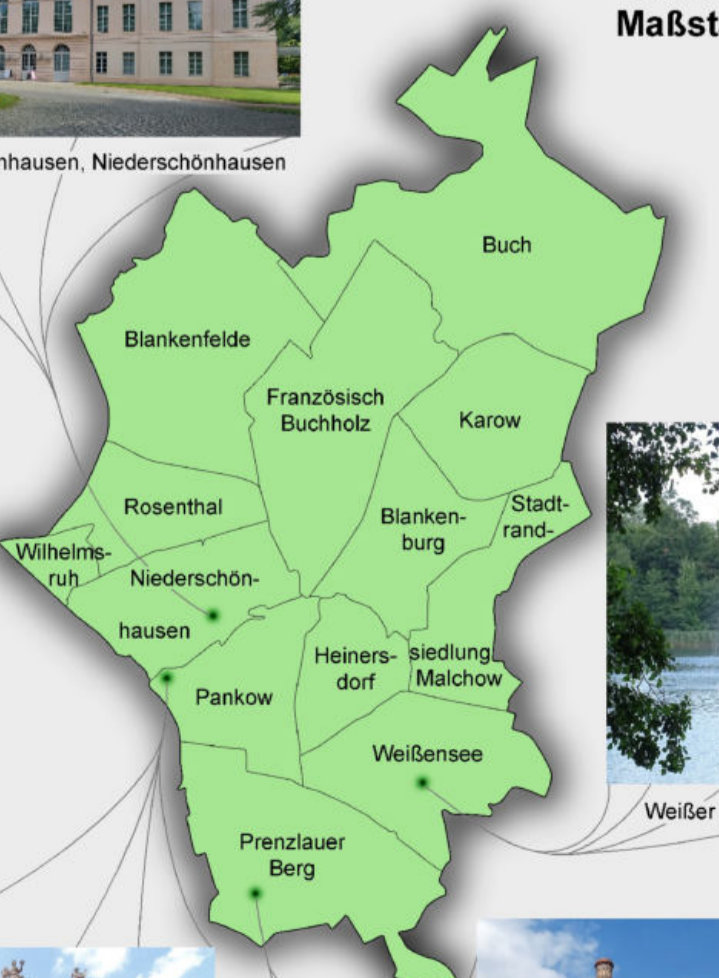 Maßst
nhausen, Niederschönhausen
Buch
Blankenfelde
Französisch
Buchholz
Karow
Rosenthal
Blanken-
burg
Stadt-
rand-
Wilhelms-
ruh
Niederschön-
hausen
Heiners-
dorf
siedlung
Malchow
Pankow
Weißensee
Weißer
Prenzlauer
Berg